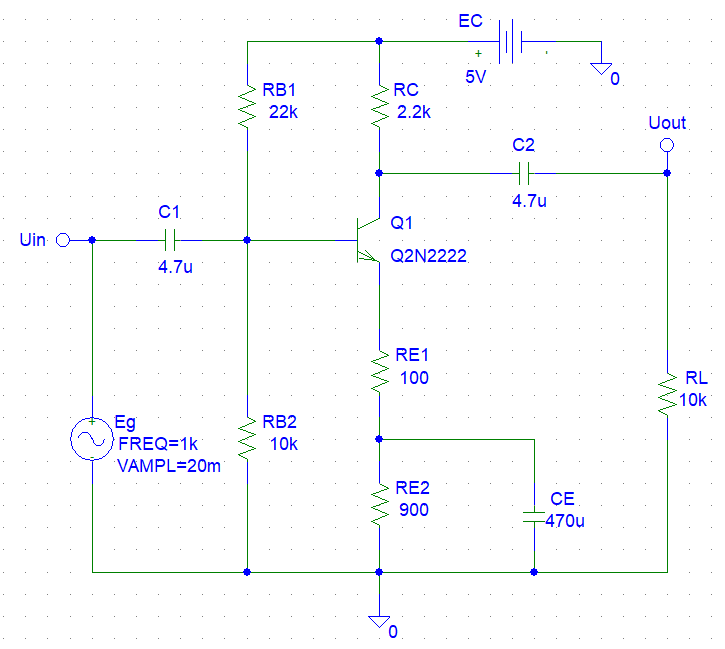 EC
+
-
5V
0
RB1
22k
RC
2.2k
Uout
C2
4.7u
C1
4.7u
Uin
Q1
Q2N2222
RE1
100
RL
10k
+
Eg
FREQ=1k
VAMPL=20m
-
RB2
10k
RE2
900
CE
470u
0